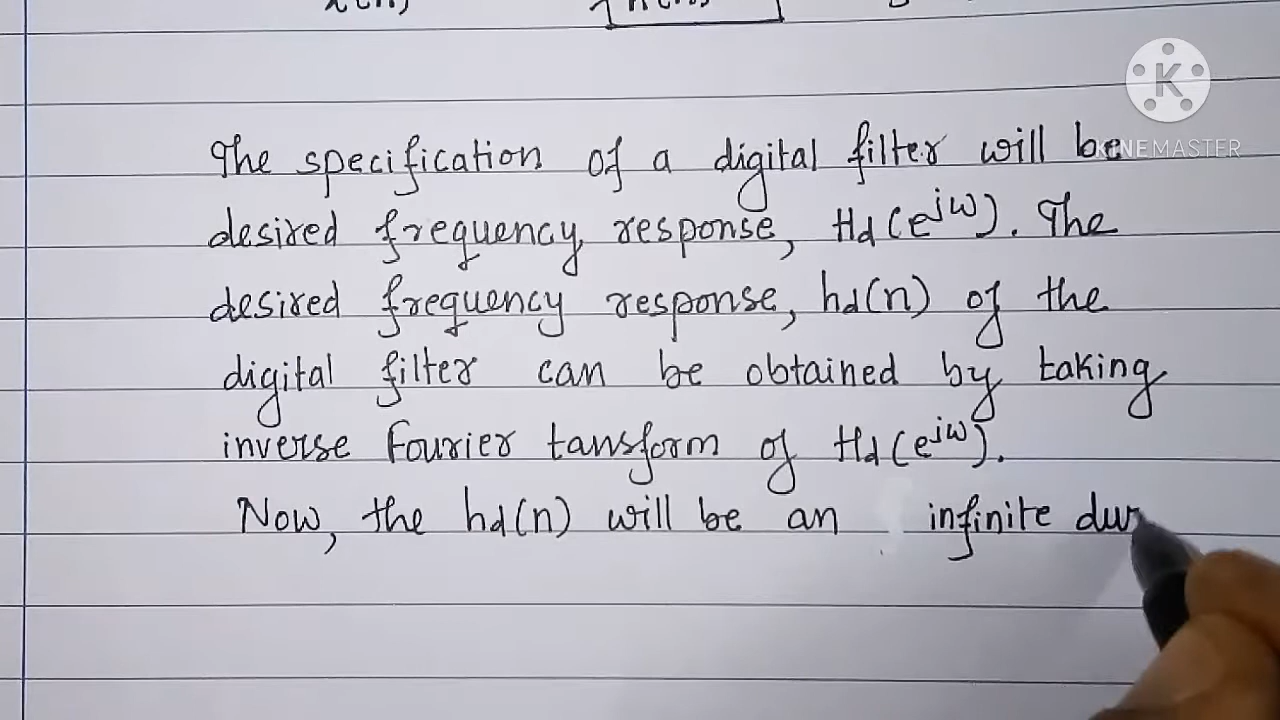 x(n) h(n)
K
KINEMASTER
The specification of a digital filter will be
desired frequency response, Hd(e^jω). The
desired frequency response, hd(n) of the
digital filter can be obtained by taking
inverse Fourier tansform of Hd(e^jω).
Now, the hd(n) will be an infinite dur